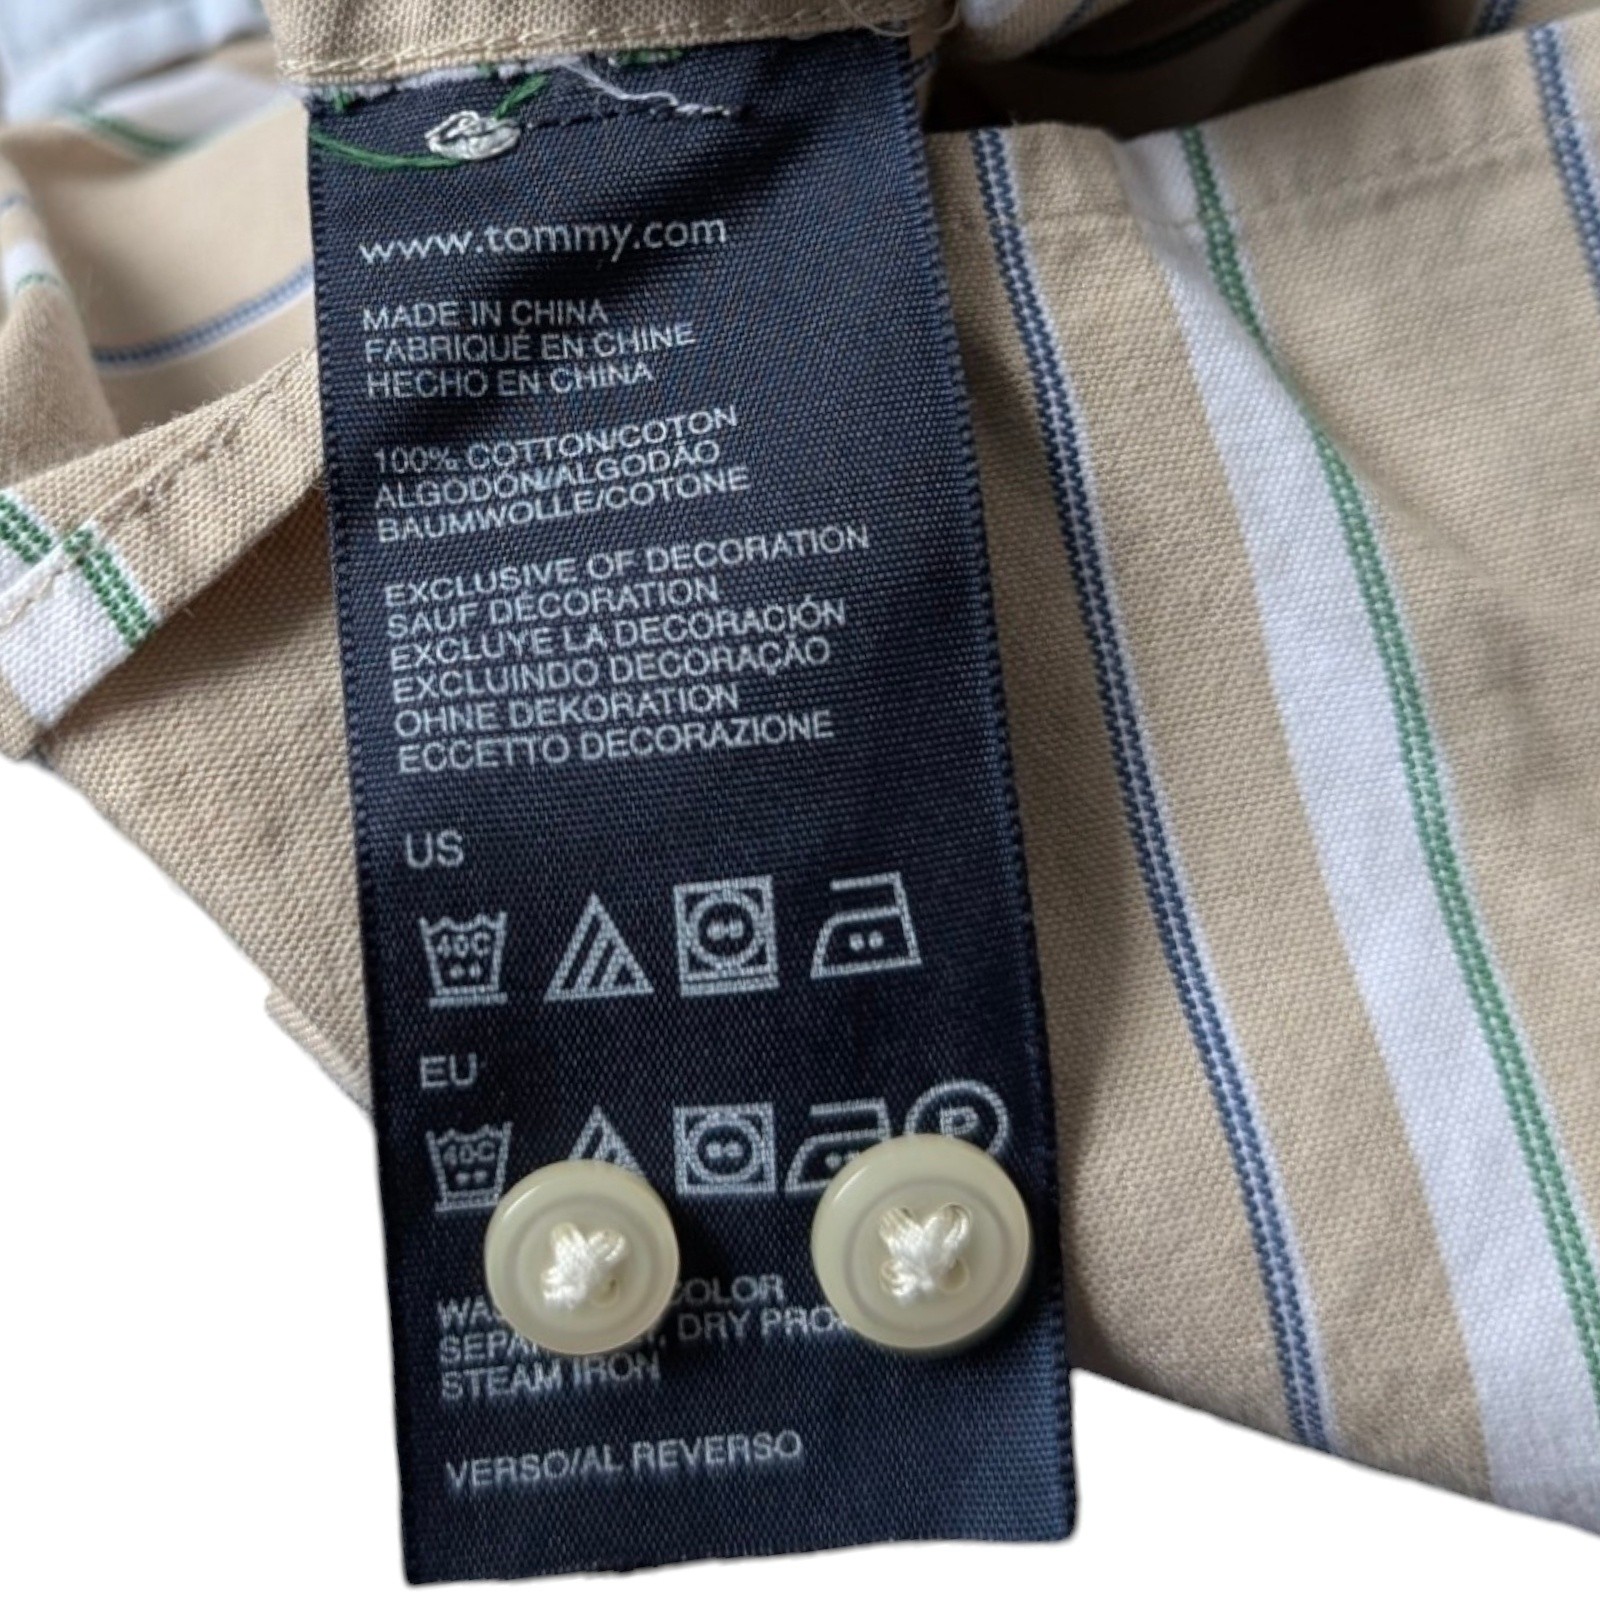 www.tommy.com
MADE IN CHINA
FABRIQUÉ EN CHINE
HECHO EN CHINA
100% COTTON/COTON
ALGODÓN/ALGODÃO
BAUMWOLLE/COTONE
EXCLUSIVE OF DECORATION
SAUF DÉCORATION
EXCLUYE LA DECORACIÓN
EXCLUINDO DECORAÇÃO
OHNE DEKORATION
ECCETTO DECORAZIONE
US
40C
EU
40C
P
COLOR
DRY
STEAM IRON
VERSO/AL REVERSO